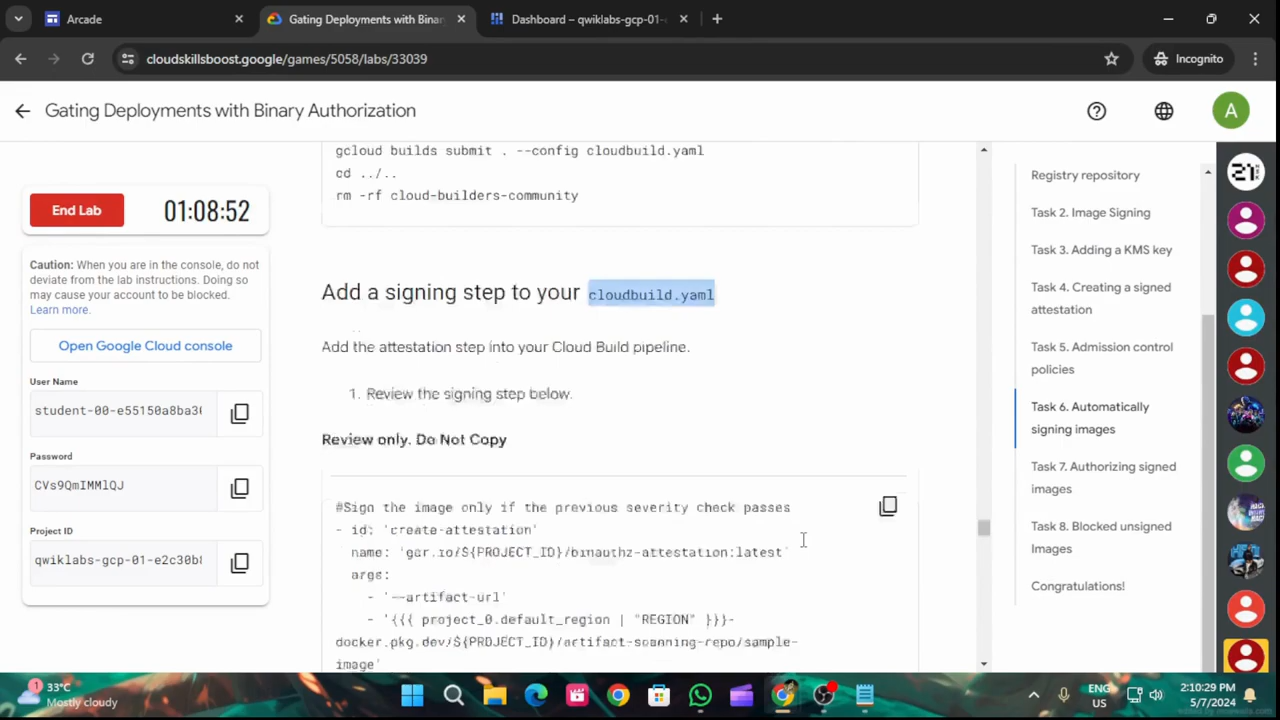 Arcade
Gating Deployments with Binar
Dashboard – qwiklabs-gcp-01-
cloudskillsboost.google/games/5058/labs/33039
Incognito
Gating Deployments with Binary Authorization
A
End Lab
01:08:52
Caution: When you are in the console, do not
deviate from the lab instructions. Doing so
may cause your account to be blocked.
Learn more.
Open Google Cloud console
User Name
student-00-e55150a8ba3
Password
CVs9QmIMMlQJ
Project ID
qwiklabs-gcp-01-e2c30b
gcloud builds submit . --config cloudbuild.yaml
cd ../..
rm -rf cloud-builders-community
Add a signing step to your cloudbuild.yaml
Add the attestation step into your Cloud Build pipeline.
1. Review the signing step below.
Review only. Do Not Copy
#Sign the image only if the previous severity check passes
- id: 'create-attestation'
name: 'gcr.io/${PROJECT_ID}/binauthz-attestation:latest'
args:
- '--artifact-url'
- '{{{ project_0.default_region | "REGION" }}}-
docker.pkg.dev/${PROJECT_ID}/artifact-scanning-repo/sample-
image'
Registry repository
Task 2. Image Signing
Task 3. Adding a KMS key
Task 4. Creating a signed
attestation
Task 5. Admission control
policies
Task 6. Automatically
signing images
Task 7. Authorizing signed
images
Task 8. Blocked unsigned
images
Congratulations!
1
33°C
Mostly cloudy
ENG
US
2:10:29 PM
5/7/2024